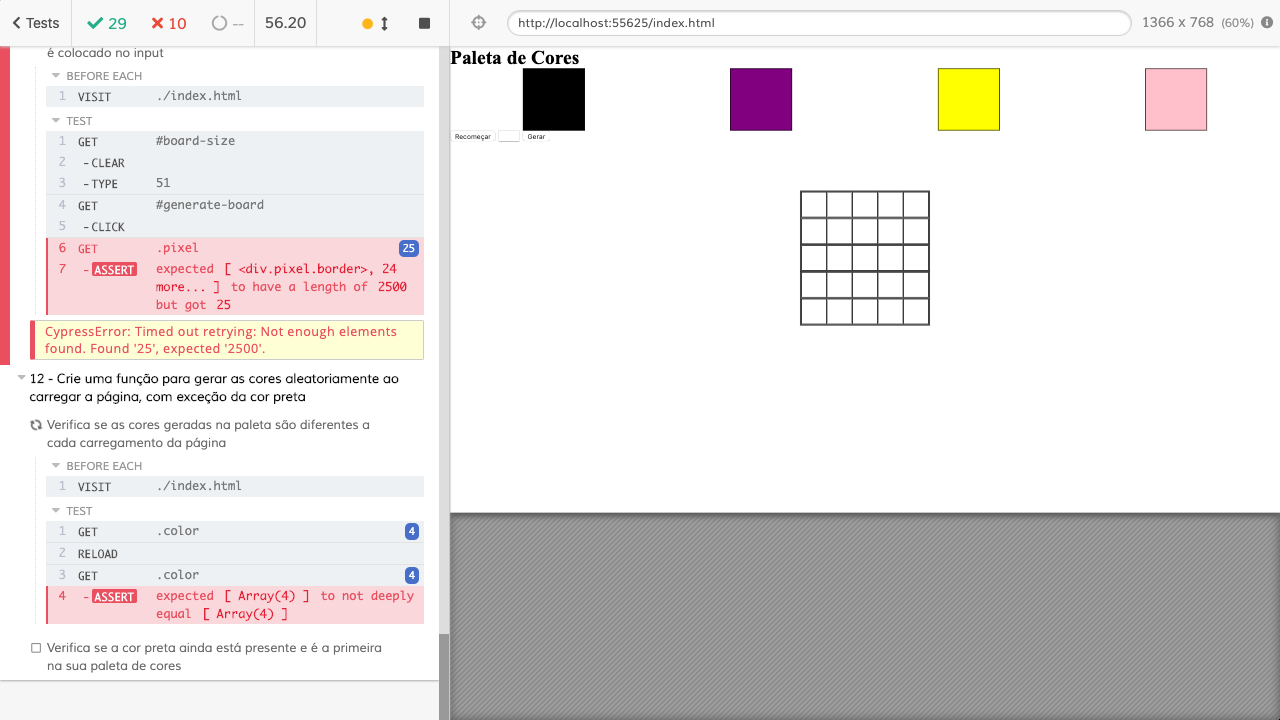 Tests 29 10 -- 56.20 http://localhost:55625/index.html 1366 x 768 (60%)
é colocado no input
BEFORE EACH
1 VISIT ./index.html
TEST
1 GET #board-size
2 -CLEAR
3 -TYPE 51
4 GET #generate-board
5 -CLICK
6 GET .pixel 25
7 -ASSERT expected [ <div.pixel.border>, 24
more... ] to have a length of 2500
but got 25
CypressError: Timed out retrying: Not enough elements
found. Found '25', expected '2500'.
12 - Crie uma função para gerar as cores aleatoriamente ao
carregar a página, com exceção da cor preta
Verifica se as cores geradas na paleta são diferentes a
cada carregamento da página
BEFORE EACH
1 VISIT ./index.html
TEST
1 GET .color 4
2 RELOAD
3 GET .color 4
4 -ASSERT expected [ Array(4) ] to not deeply
equal [ Array(4) ]
Verifica se a cor preta ainda está presente e é a primeira
na sua paleta de cores
Paleta de Cores
Recomeçar Gerar